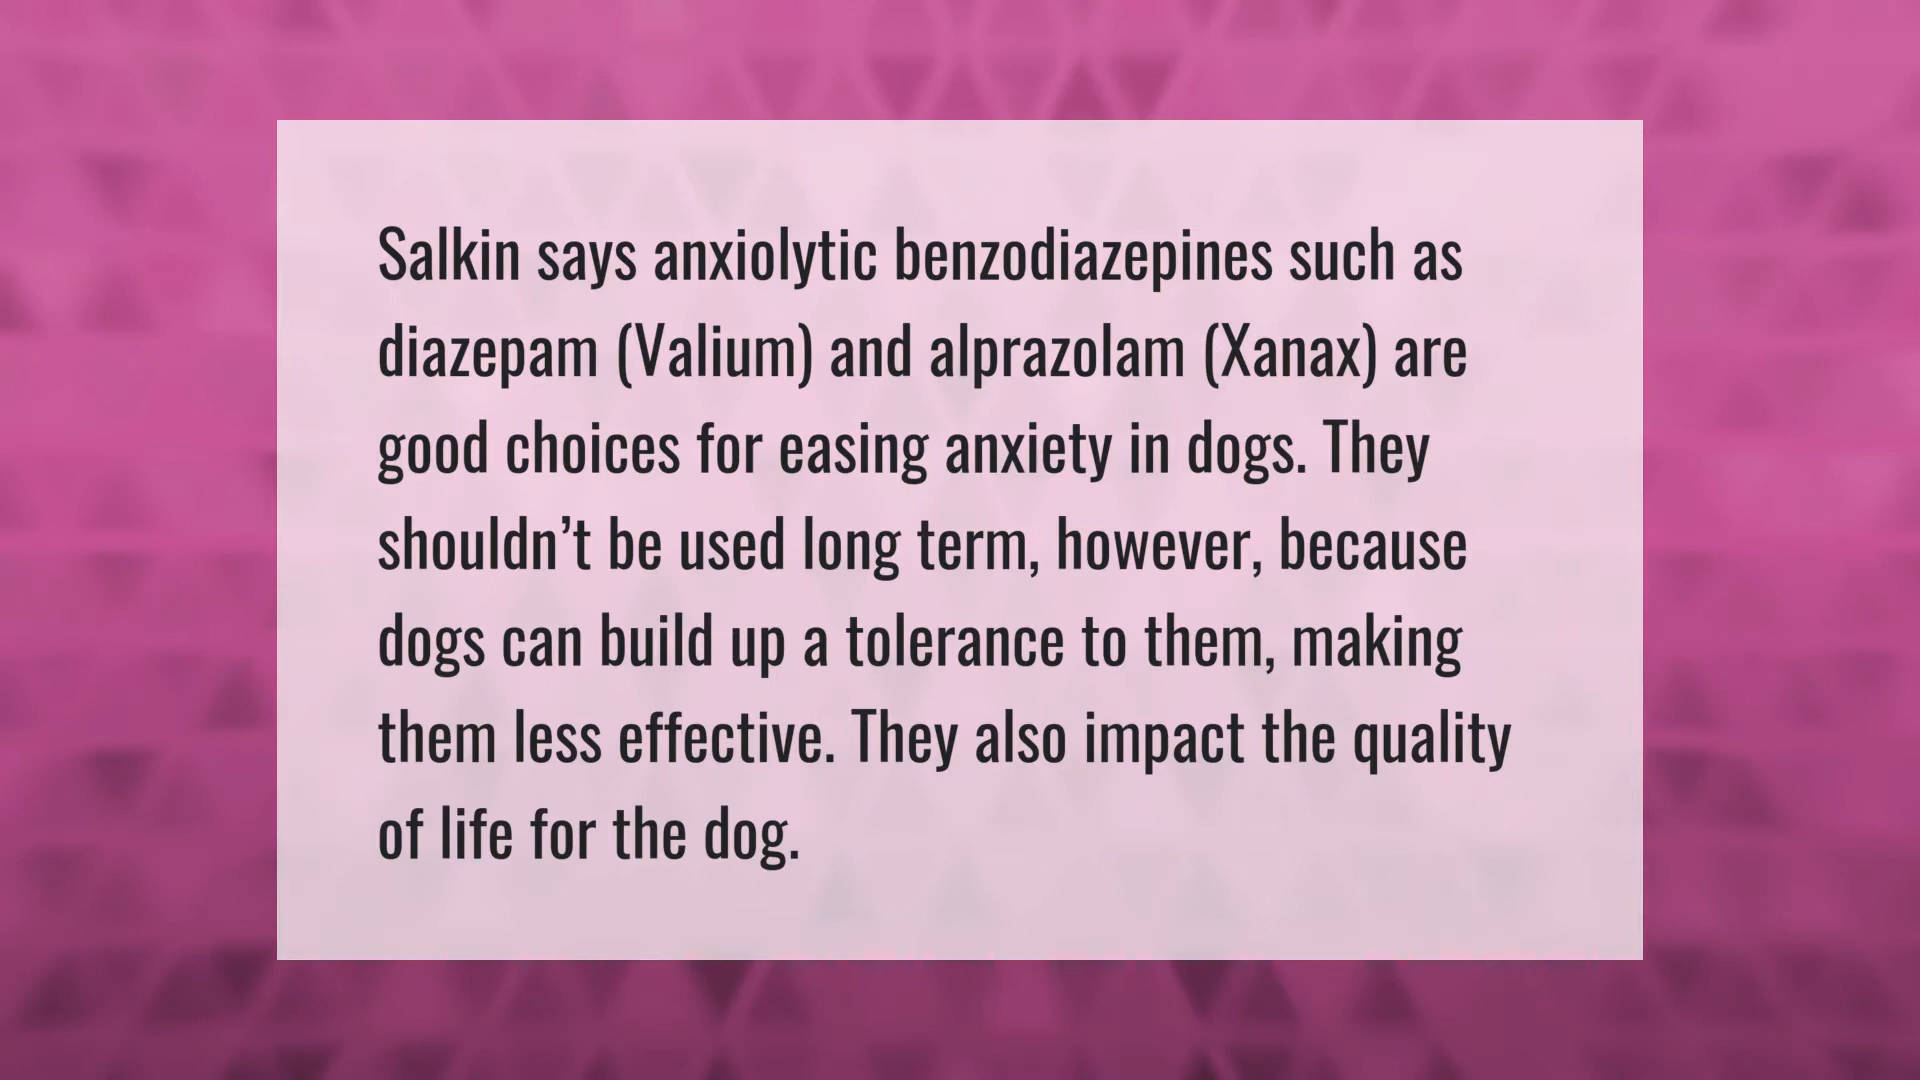 Salkin says anxiolytic benzodiazepines such as
diazepam (Valium) and alprazolam (Xanax) are
good choices for easing anxiety in dogs. They
shouldn’t be used long term, however, because
dogs can build up a tolerance to them, making
them less effective. They also impact the quality
of life for the dog.